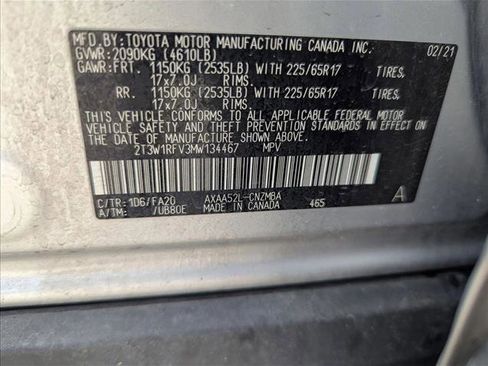 MFD.BY: TOYOTA MOTOR MANUFACTURING CANADA INC. 02/21
GVWR: 2090KG (4610LB)
GAWR: FRT. 1150KG (2535LB) WITH 225/65R17 TIRES,
17x7.0J RIMS.
RR. 1150KG (2535LB) WITH 225/65R17 TIRES,
17x7.0J RIMS.
THIS VEHICLE CONFORMS TO ALL APPLICABLE FEDERAL MOTOR
VEHICLE SAFETY AND THEFT PREVENTION STANDARDS IN EFFECT ON
THE DATE OF MANUFACTURE SHOWN ABOVE.
2T3W1RFV3MW134467 MPV
C/TR: 1D6/FA20 AXAA52L-CNZMBA A
A/TM: /UB80E MADE IN CANADA 465